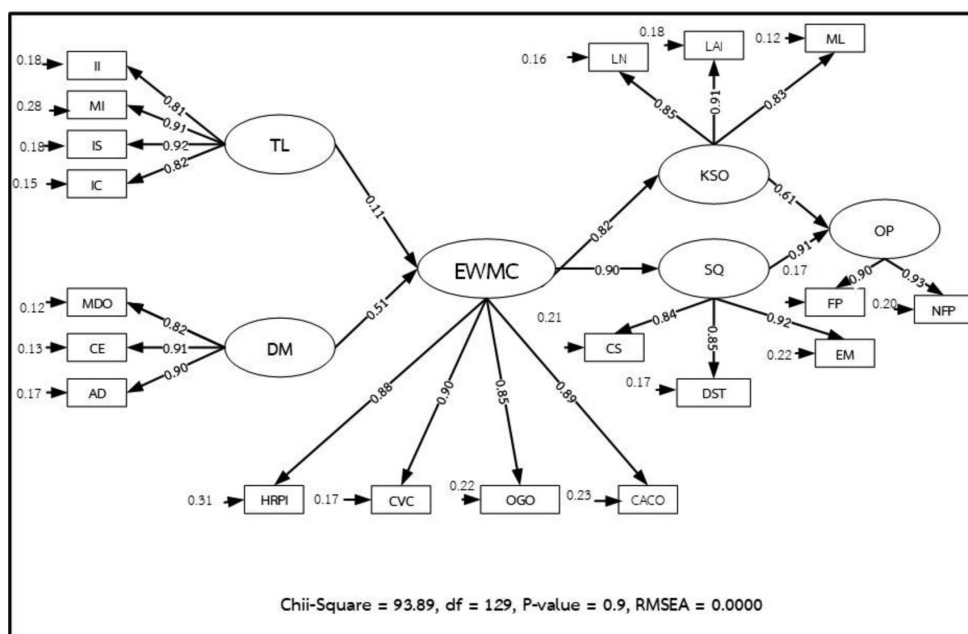 0.18 II
0.81
0.28 MI
0.91
0.18 IS
0.92
0.15 IC
0.82
TL
0.11
0.12 MDO
0.82
0.13 CE
0.91
0.17 AD
0.90
DM
0.51
EWMC
0.82
0.90
0.16 LN
0.85
0.18 LAI
0.91
0.12 ML
0.83
KSO
0.61
OP
SQ
0.91
0.17
0.90
FP
0.93
0.20 NFP
0.21
CS
0.84
0.85
0.17
DST
0.92
0.22 EM
0.88
0.90
0.85
0.89
0.31 HRPI
0.17 CVC
0.22 OGO
0.23 CACO
Chii-Square = 93.89, df = 129, P-value = 0.9, RMSEA = 0.0000